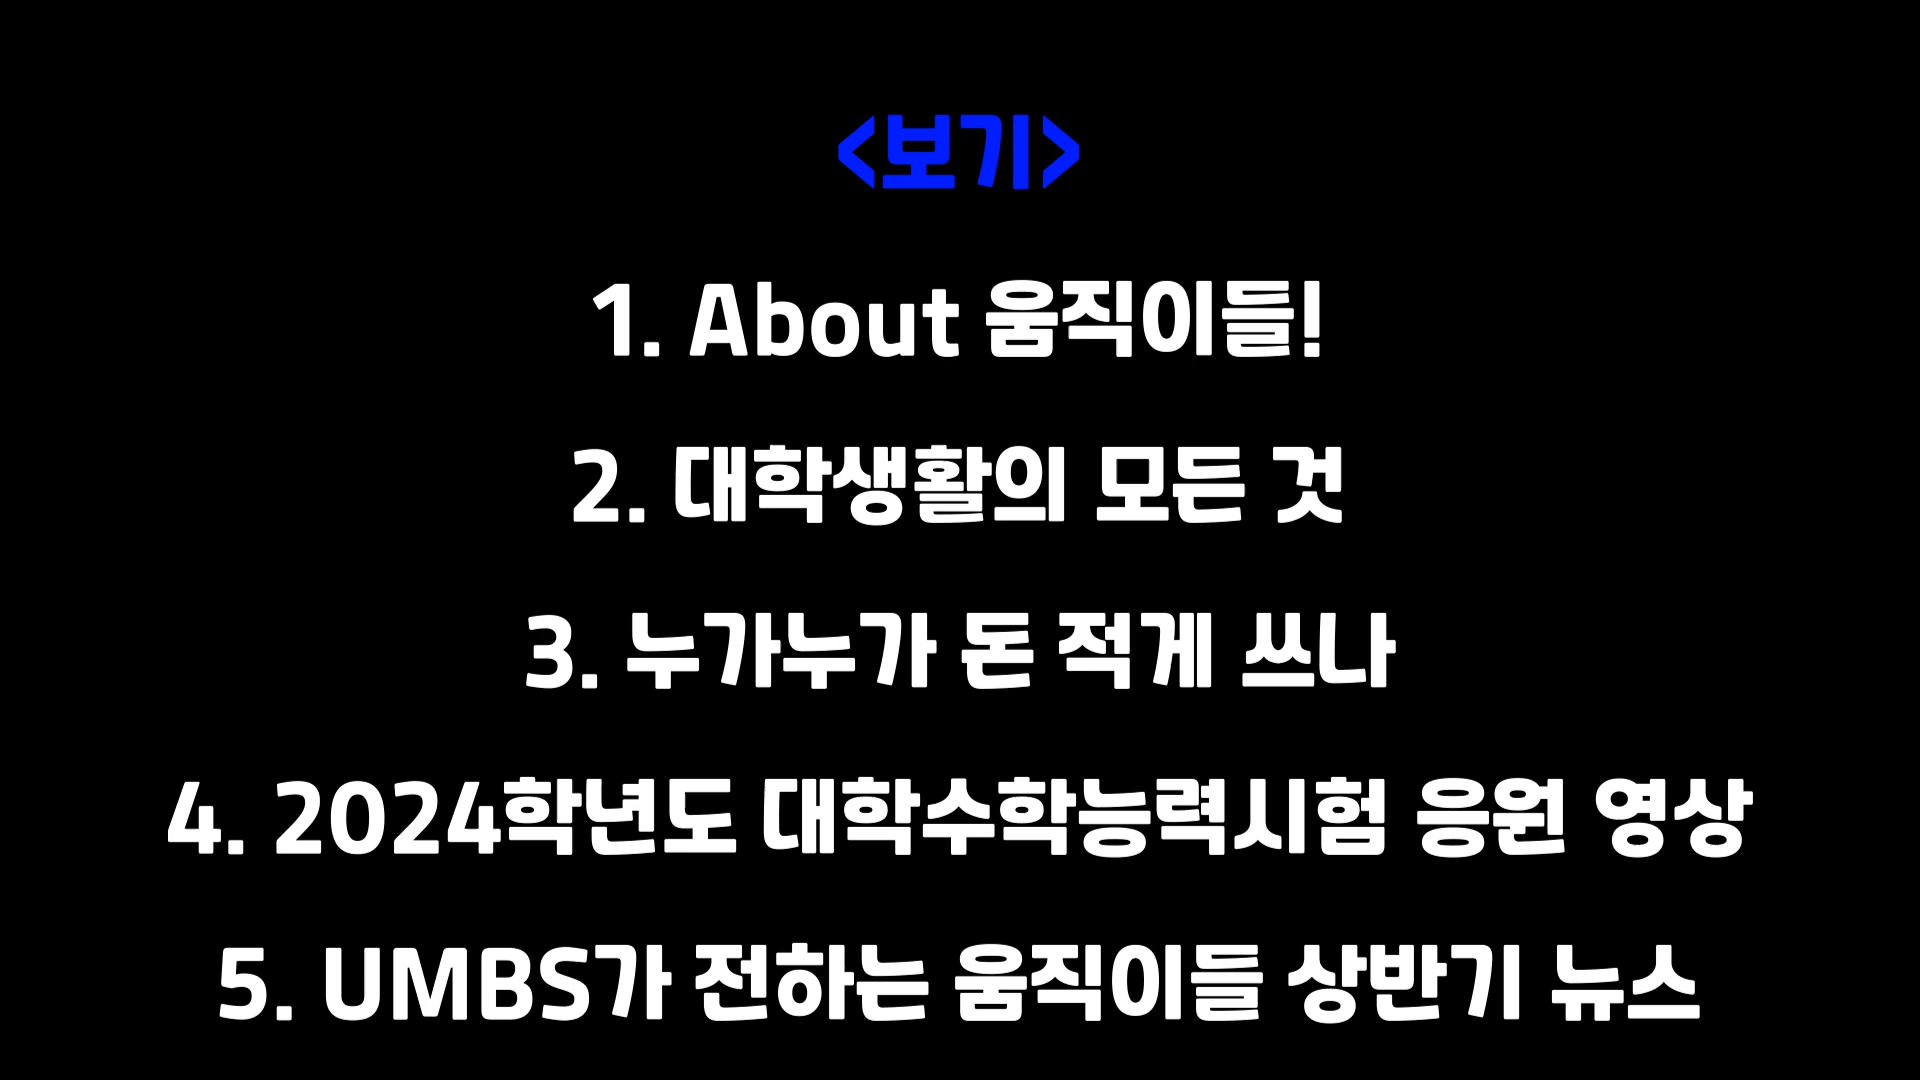 <보기>
1. About 움직이들!
2. 대학생활의 모든 것
3. 누가누가 돈 적게 쓰나
4. 2024학년도 대학수학능력시험 응원 영상
5. UMBS가 전하는 움직이들 상반기 뉴스